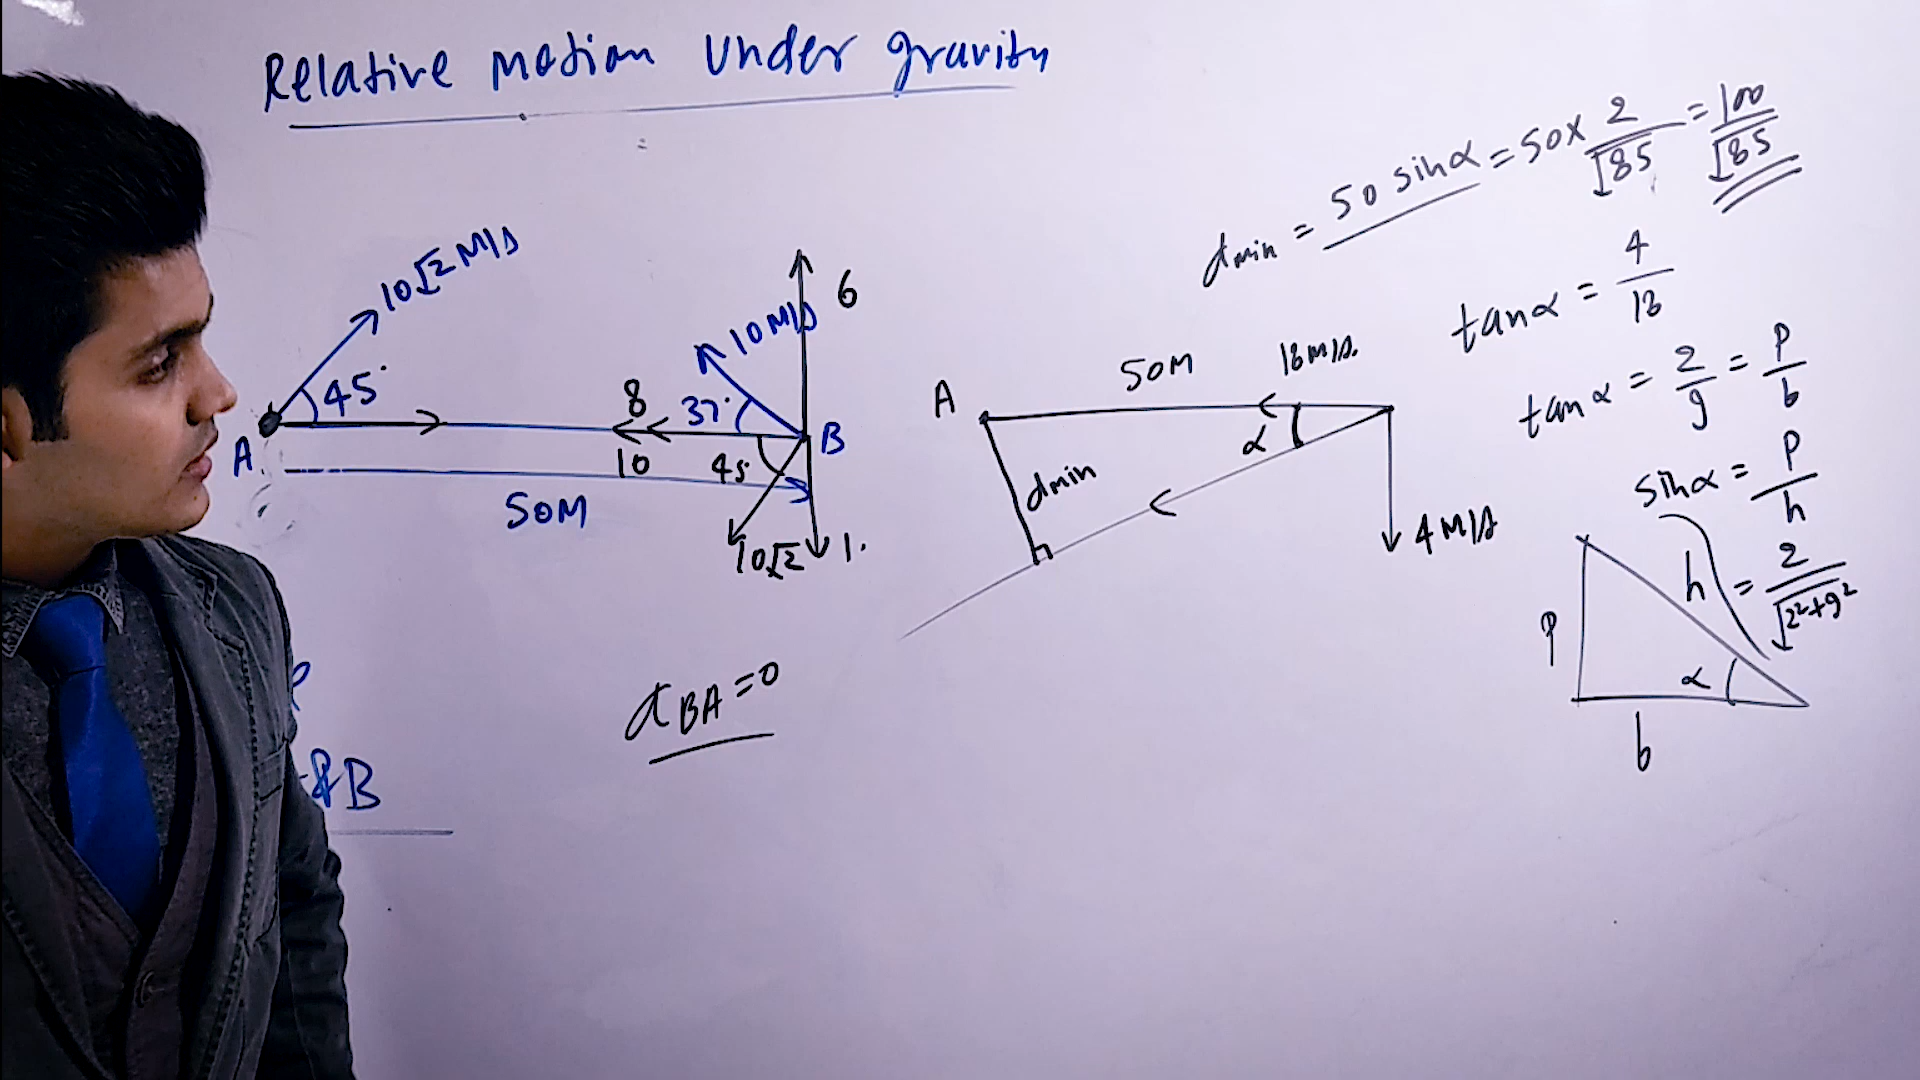 Relative motion under gravity
dmin = 50 sinα = 50 × 2/√85 = 100/√85
10√2 M/s
45°
A
8
10
50M
37°
10 M/s
6
B
45
10√2
1.
A
50M
18 M/s.
α
dmin
4 M/s
tanα = 4/18
tanα = 2/9 = P/b
sinα = P/h
= 2/√2²+9²
h
P
α
b
aBA = 0
&B